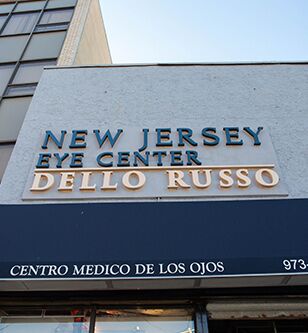 NEW JERSEY
EYE CENTER
DELLO RUSSO
CENTRO MEDICO DE LOS OJOS 973-